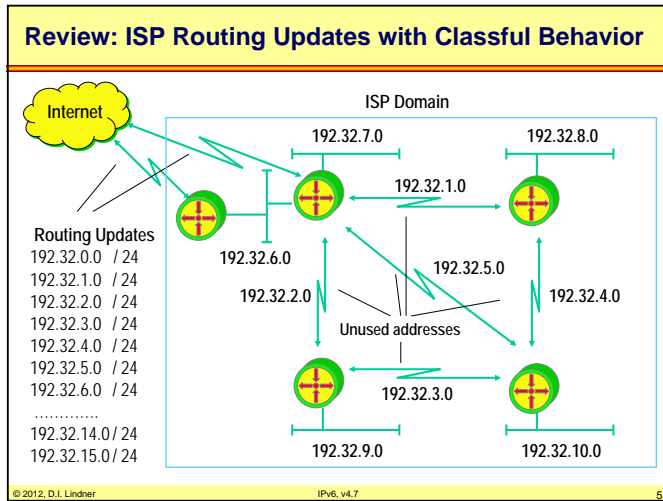 Review: ISP Routing Updates with Classful Behavior
Internet
ISP Domain
192.32.7.0
192.32.8.0
192.32.1.0
192.32.6.0
192.32.5.0
192.32.2.0
192.32.4.0
Unused addresses
192.32.3.0
192.32.9.0
192.32.10.0
Routing Updates
192.32.0.0 / 24
192.32.1.0 / 24
192.32.2.0 / 24
192.32.3.0 / 24
192.32.4.0 / 24
192.32.5.0 / 24
192.32.6.0 / 24
.............
192.32.14.0 / 24
192.32.15.0 / 24
© 2012, D.I. Lindner
IPv6, v4.7
5